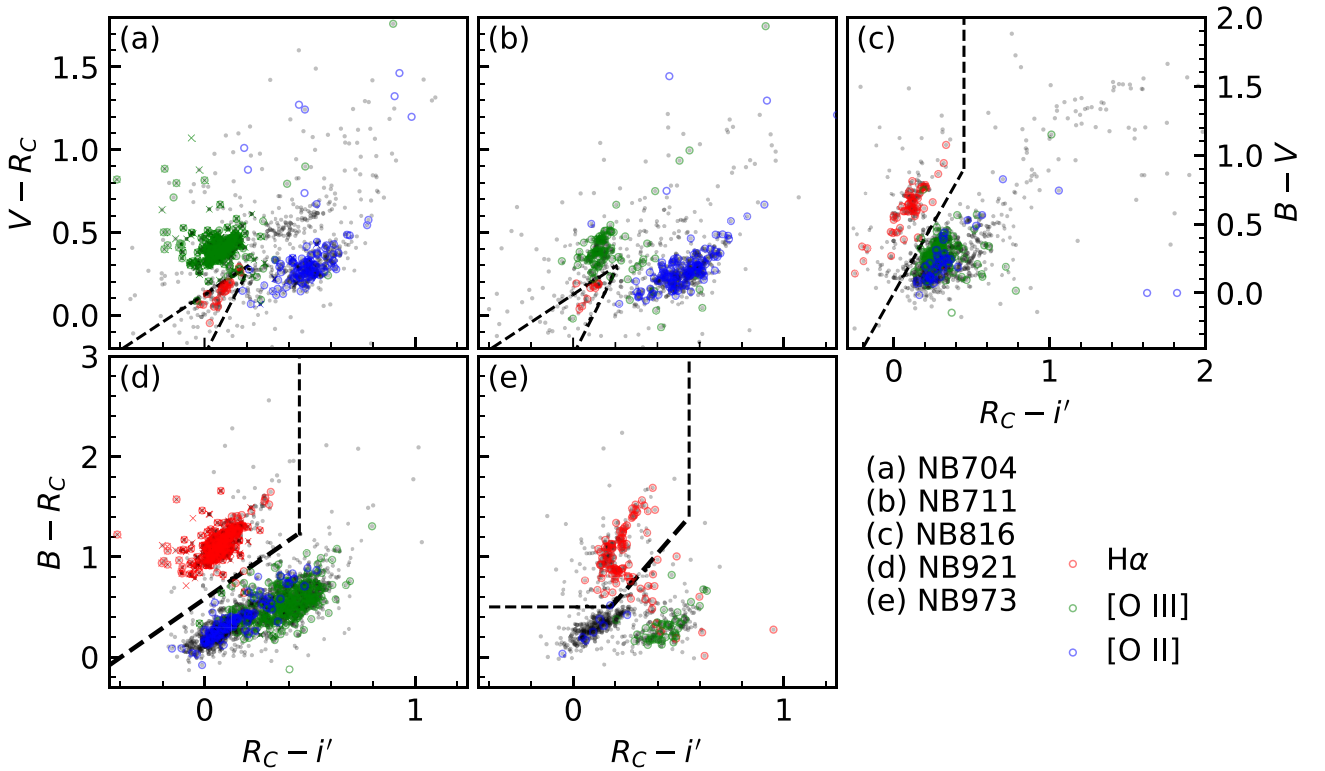 (a)
(b)
(c)
2.0
1.5
1.0
0.5
0.0
V − R_C
1.5
1.0
0.5
0.0
B − V
0
1
2
R_C − i′
(d)
(e)
3
2
1
0
B − R_C
0
1
R_C − i′
0
1
R_C − i′
(a) NB704
(b) NB711
(c) NB816
(d) NB921
(e) NB973
Hα
[O III]
[O II]